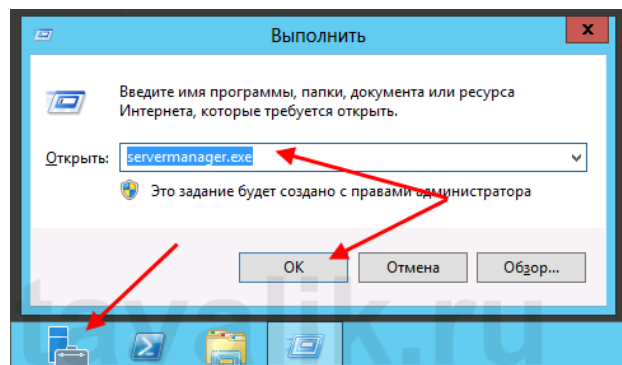 Выполнить
x
Введите имя программы, папки, документа или ресурса
Интернета, которые требуется открыть.
Открыть: servermanager.exe
Это задание будет создано с правами администратора
ОК Отмена Обзор...
tavalik.ru